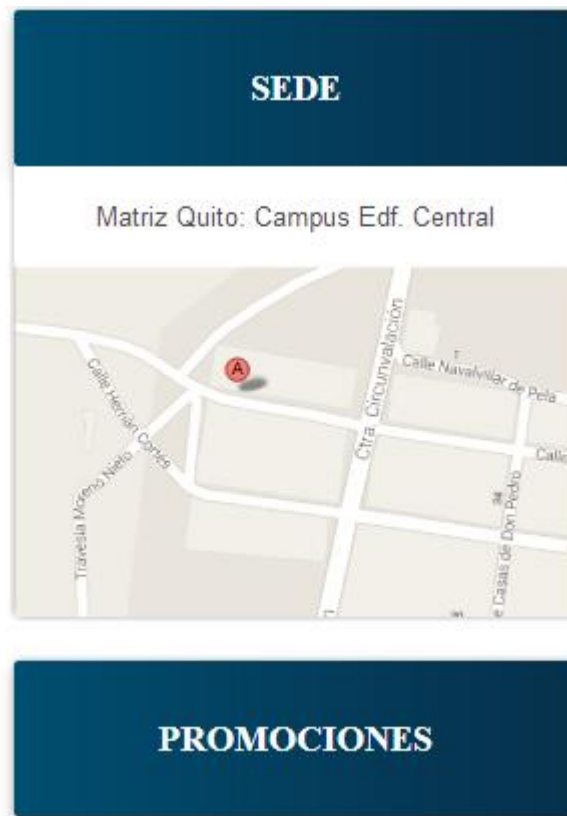 SEDE
Matriz Quito: Campus Edf. Central
A
Ctra. Circunvalación
Calle Navalvillar de Pela
Calle Hernán Cortés
Calle
Travesía Moreno Nieto
e Casas de Don Pedro
PROMOCIONES